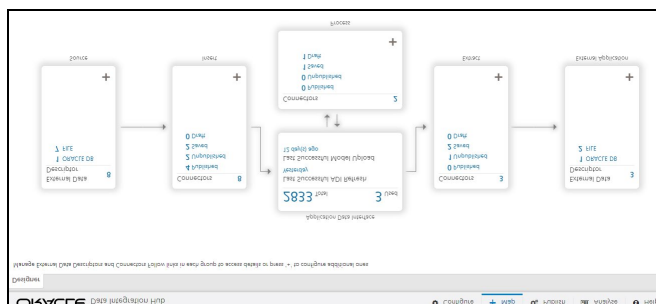 ORACLE Data Integration Hub
Configure
Map
Publish
Analyse
Help
Designer
Manage External Data Descriptors and Connectors Follow links in each group to access details or press '+' to configure additional ones
Source
External Data Descriptor 8
1 ORACLE DB
7 FILE
+
Insert
Connectors 8
4 Published
2 Unpublished
2 Saved
0 Draft
+
Application Data Interface
2833 Total
3 Used
Last Successful ADI Refresh
Yesterday
Last Successful Model Upload
12 day(s) ago
Process
Connectors 2
0 Published
0 Unpublished
1 Saved
1 Draft
+
Extract
Connectors 3
0 Published
1 Unpublished
2 Saved
0 Draft
+
External Application
External Data Descriptor 3
1 ORACLE DB
2 FILE
+